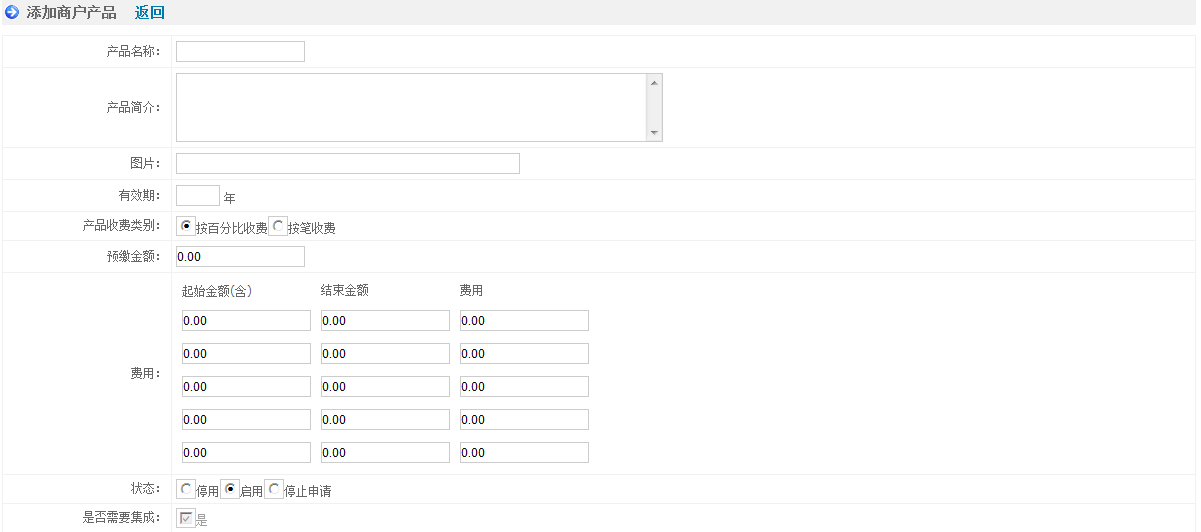 添加商户产品 返回
产品名称：
产品简介：
图片：
有效期： 年
产品收费类别： 按百分比收费 按笔收费
预缴金额： 0.00
起始金额(含) 结束金额 费用
0.00 0.00 0.00
0.00 0.00 0.00
费用： 0.00 0.00 0.00
0.00 0.00 0.00
0.00 0.00 0.00
状态： 停用 启用 停止申请
是否需要集成： 是